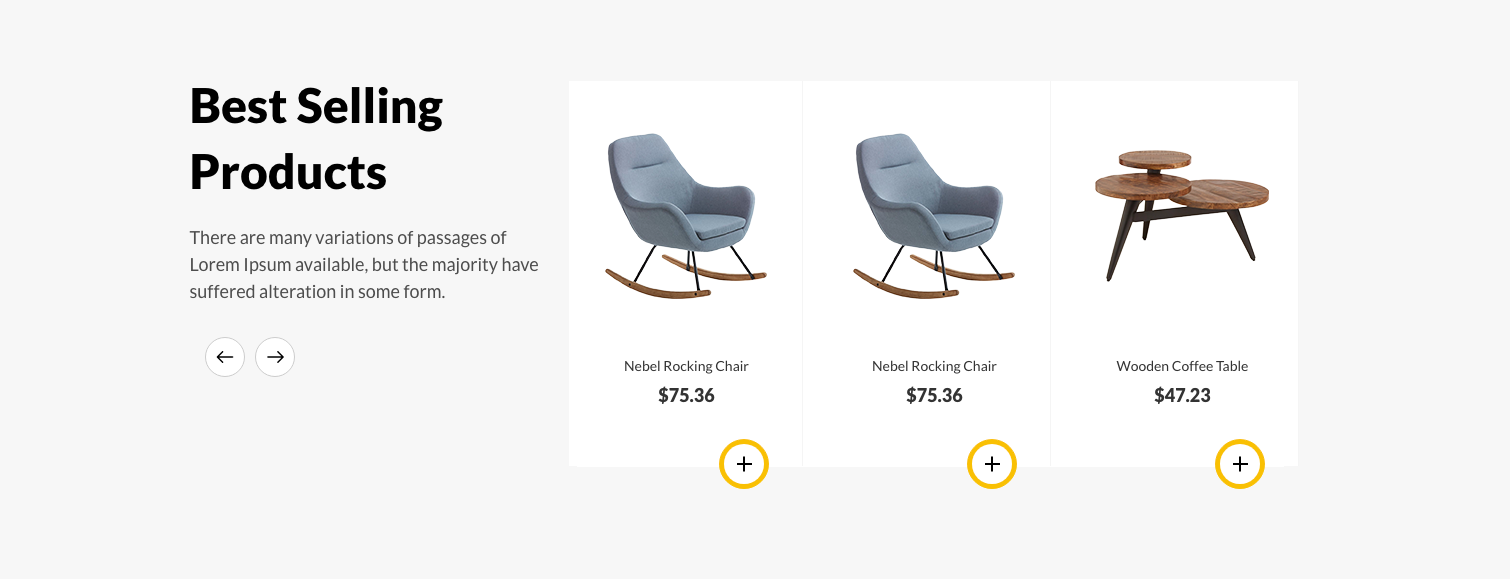 Best Selling
Products
There are many variations of passages of
Lorem Ipsum available, but the majority have
suffered alteration in some form.
Nebel Rocking Chair
$75.36
Nebel Rocking Chair
$75.36
Wooden Coffee Table
$47.23